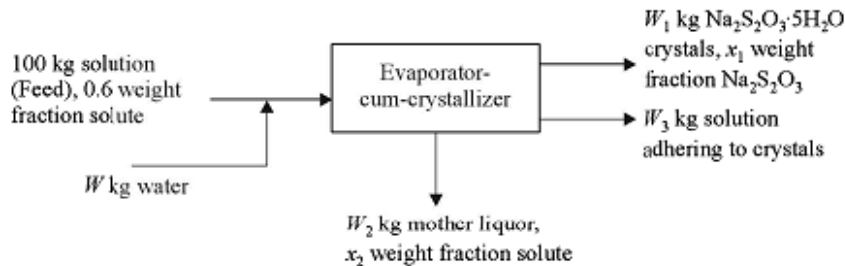 100 kg solution
(Feed), 0.6 weight
fraction solute
W kg water
Evaporator-
cum-crystallizer
W₁ kg Na₂S₂O₃·5H₂O
crystals, x₁ weight
fraction Na₂S₂O₃
W₃ kg solution
adhering to crystals
W₂ kg mother liquor,
x₂ weight fraction solute